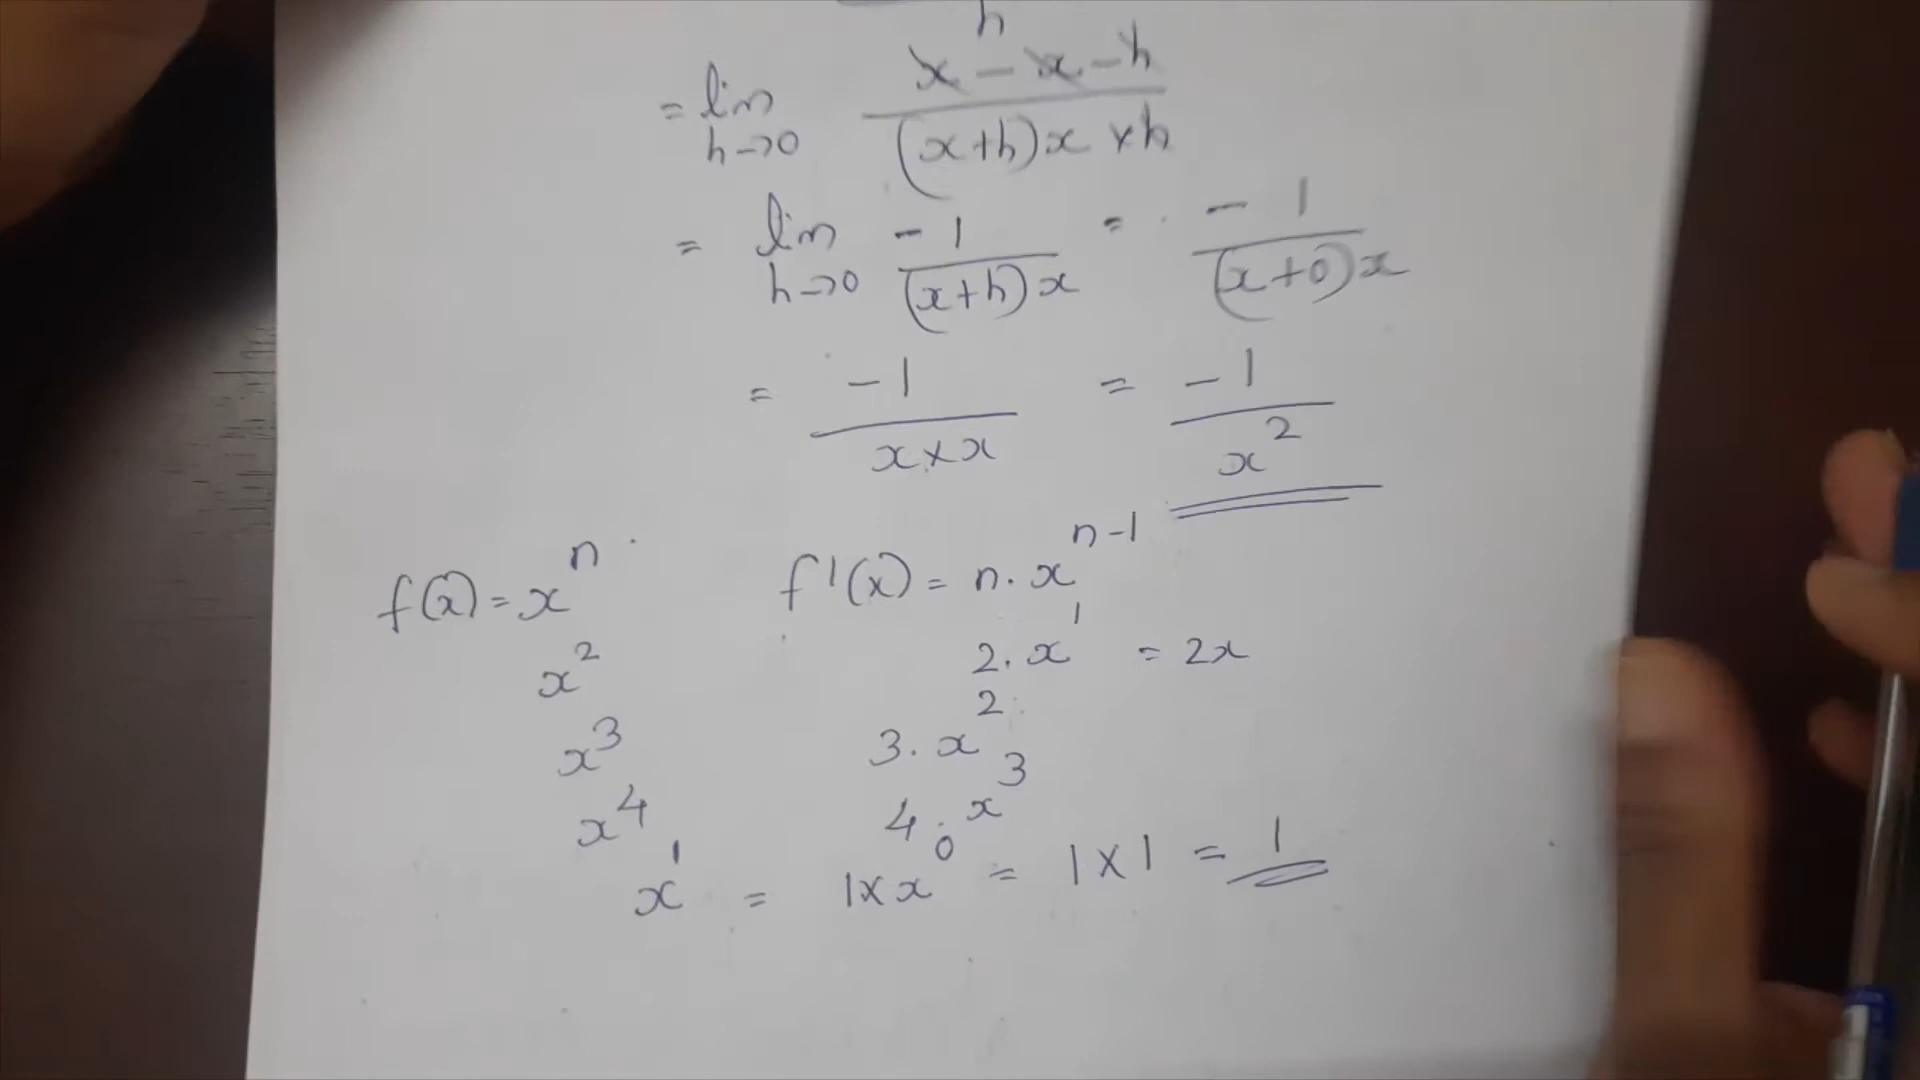 h
= lim h→0 x - x - h / (x+h)x × h
= lim h→0 -1 / (x+h)x = -1 / (x+0)x
= -1 / x × x = -1 / x²
f(x) = xⁿ f'(x) = n. xⁿ⁻¹
x² 2. x¹ = 2x
x³ 3. x²
x⁴ 4. x³
x¹ = 1 × x⁰ = 1 × 1 = 1